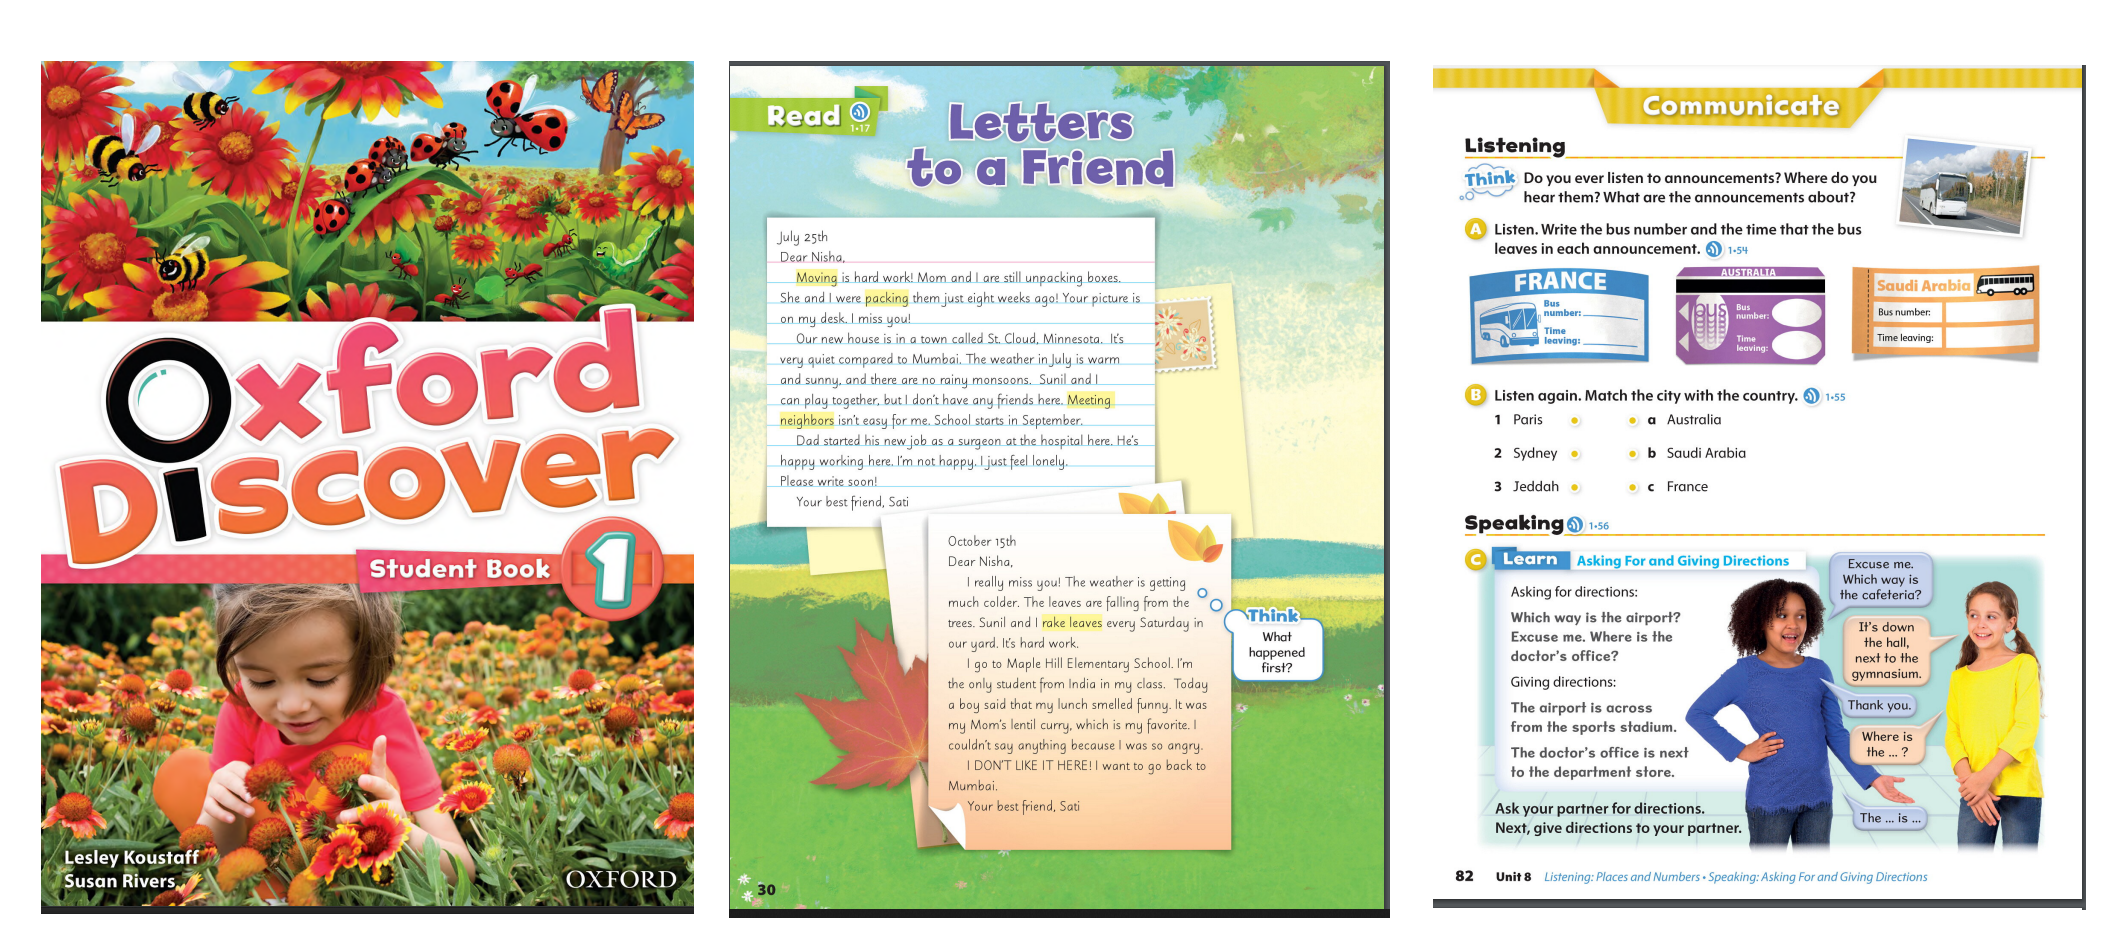 Oxford
Discover
Student Book 1
Lesley Koustaff
Susan Rivers
OXFORD
Read
1•17
Letters
to a Friend
July 25th
Dear Nisha,
Moving is hard work! Mom and I are still unpacking boxes.
She and I were packing them just eight weeks ago! Your picture is
on my desk. I miss you!
Our new house is in a town called St. Cloud, Minnesota. It's
very quiet compared to Mumbai. The weather in July is warm
and sunny, and there are no rainy monsoons. Sunil and I
can play together, but I don't have any friends here. Meeting
neighbors isn't easy for me. School starts in September.
Dad started his new job as a surgeon at the hospital here. He's
happy working here. I'm not happy. I just feel lonely.
Please write soon!
Your best friend, Sati
October 15th
Dear Nisha,
I really miss you! The weather is getting
much colder. The leaves are falling from the
trees. Sunil and I rake leaves every Saturday in
our yard. It's hard work.
I go to Maple Hill Elementary School. I'm
the only student from India in my class. Today
a boy said that my lunch smelled funny. It was
my Mom's lentil curry, which is my favorite. I
couldn't say anything because I was so angry.
I DON'T LIKE IT HERE! I want to go back to
Mumbai.
Your best friend, Sati
Think
What
happened
first?
30
Communicate
Listening
Think
Do you ever listen to announcements? Where do you
hear them? What are the announcements about?
A Listen. Write the bus number and the time that the bus
leaves in each announcement. 1•54
FRANCE
Bus
number:
Time
leaving:
AUSTRALIA
bus
Bus
number:
Time
leaving:
Saudi Arabia
Bus number:
Time leaving:
B Listen again. Match the city with the country. 1•55
1 Paris a Australia
2 Sydney b Saudi Arabia
3 Jeddah c France
Speaking 1•56
C Learn Asking For and Giving Directions
Asking for directions:
Which way is the airport?
Excuse me. Where is the
doctor's office?
Giving directions:
The airport is across
from the sports stadium.
The doctor's office is next
to the department store.
Excuse me.
Which way is
the cafeteria?
It's down
the hall,
next to the
gymnasium.
Thank you.
Where is
the ... ?
The ... is ...
Ask your partner for directions.
Next, give directions to your partner.
82 Unit 8 Listening: Places and Numbers • Speaking: Asking For and Giving Directions